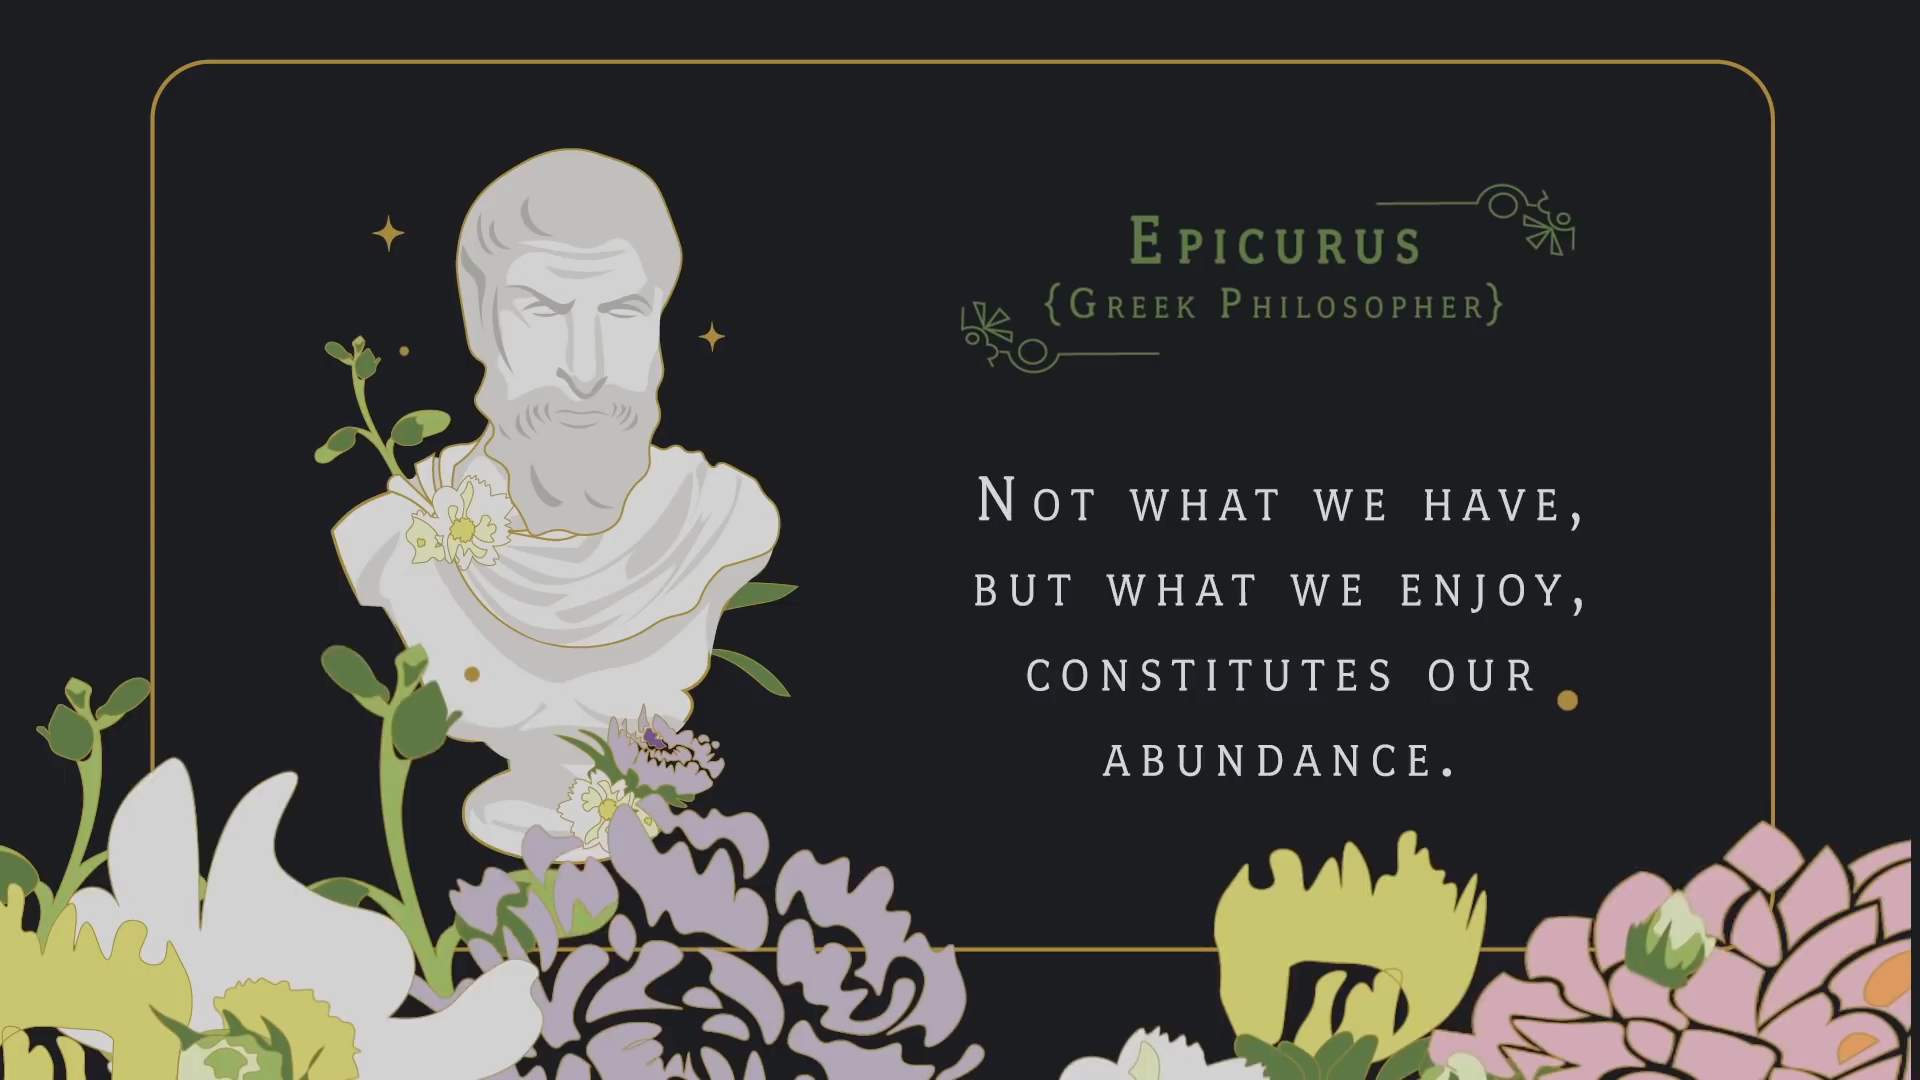 Epicurus
{Greek Philosopher}
Not what we have,
but what we enjoy,
constitutes our
abundance.